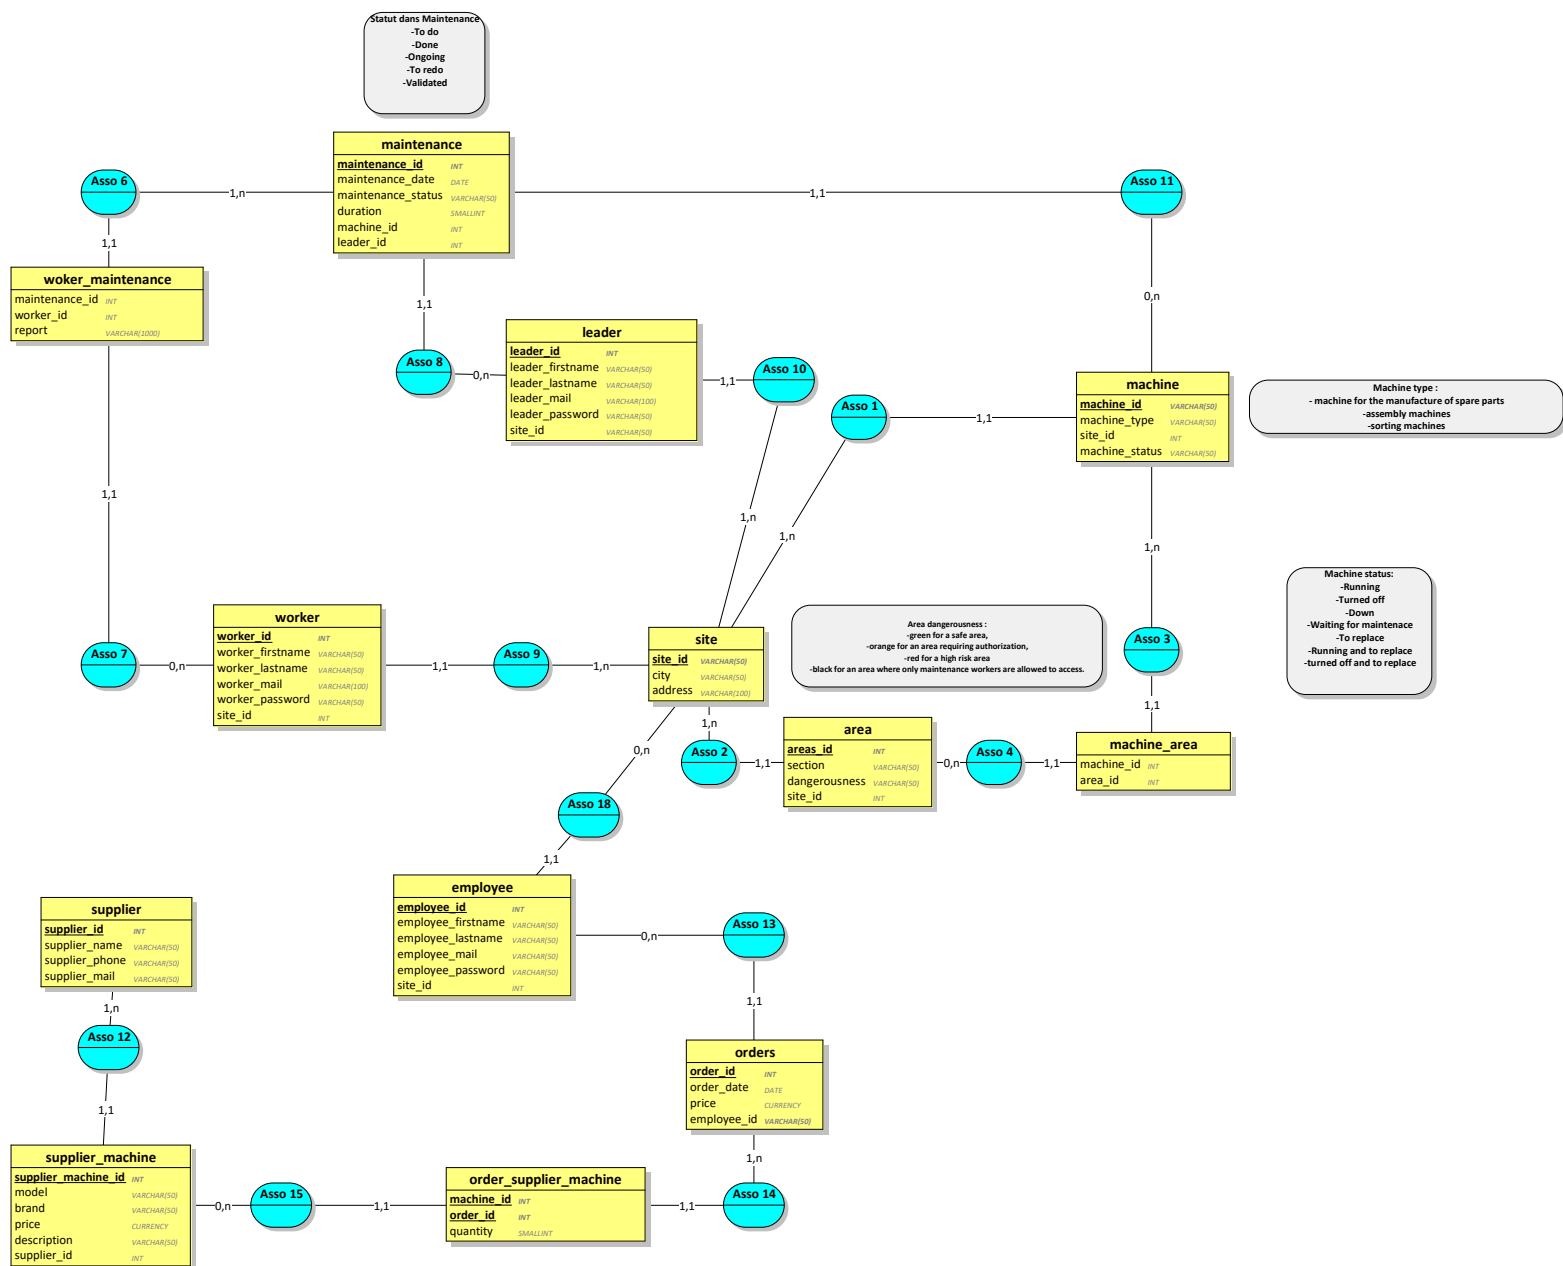 Statut dans Maintenance
-To do
-Done
-Ongoing
-To redo
-Validated
maintenance
maintenance_id INT
maintenance_date DATE
maintenance_status VARCHAR(50)
duration SMALLINT
machine_id INT
leader_id INT
Asso 6
1,n
1,1
Asso 11
1,1
0,n
woker_maintenance
maintenance_id INT
worker_id INT
report VARCHAR(1000)
1,1
Asso 8
0,n
leader
leader_id INT
leader_firstname VARCHAR(50)
leader_lastname VARCHAR(50)
leader_mail VARCHAR(100)
leader_password VARCHAR(50)
site_id VARCHAR(50)
1,1
Asso 10
1,n
Asso 1
1,1
1,n
machine
machine_id VARCHAR(50)
machine_type VARCHAR(50)
site_id INT
machine_status VARCHAR(50)
Machine type :
- machine for the manufacture of spare parts
-assembly machines
-sorting machines
1,1
1,n
Machine status:
-Running
-Turned off
-Down
-Waiting for maintenace
-To replace
-Running and to replace
-turned off and to replace
Asso 7
0,n
worker
worker_id INT
worker_firstname VARCHAR(50)
worker_lastname VARCHAR(50)
worker_mail VARCHAR(100)
worker_password VARCHAR(50)
site_id INT
1,1
Asso 9
1,n
site
site_id VARCHAR(50)
city VARCHAR(50)
address VARCHAR(100)
Area dangerousness :
-green for a safe area,
-orange for an area requiring authorization,
-red for a high risk area
-black for an area where only maintenance workers are allowed to access.
Asso 3
1,1
1,n
Asso 2
1,1
area
areas_id INT
section VARCHAR(50)
dangerousness VARCHAR(50)
site_id INT
0,n
Asso 4
1,1
machine_area
machine_id INT
area_id INT
0,n
Asso 18
1,1
employee
employee_id INT
employee_firstname VARCHAR(50)
employee_lastname VARCHAR(50)
employee_mail VARCHAR(50)
employee_password VARCHAR(50)
site_id INT
0,n
Asso 13
1,1
supplier
supplier_id INT
supplier_name VARCHAR(50)
supplier_phone VARCHAR(50)
supplier_mail VARCHAR(50)
1,n
Asso 12
1,1
orders
order_id INT
order_date DATE
price CURRENCY
employee_id VARCHAR(50)
1,n
supplier_machine
supplier_machine_id INT
model VARCHAR(50)
brand VARCHAR(50)
price CURRENCY
description VARCHAR(50)
supplier_id INT
0,n
Asso 15
1,1
order_supplier_machine
machine_id INT
order_id INT
quantity SMALLINT
1,1
Asso 14